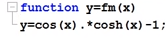 function y=fm(x)
y=cos(x).*cosh(x)-1;